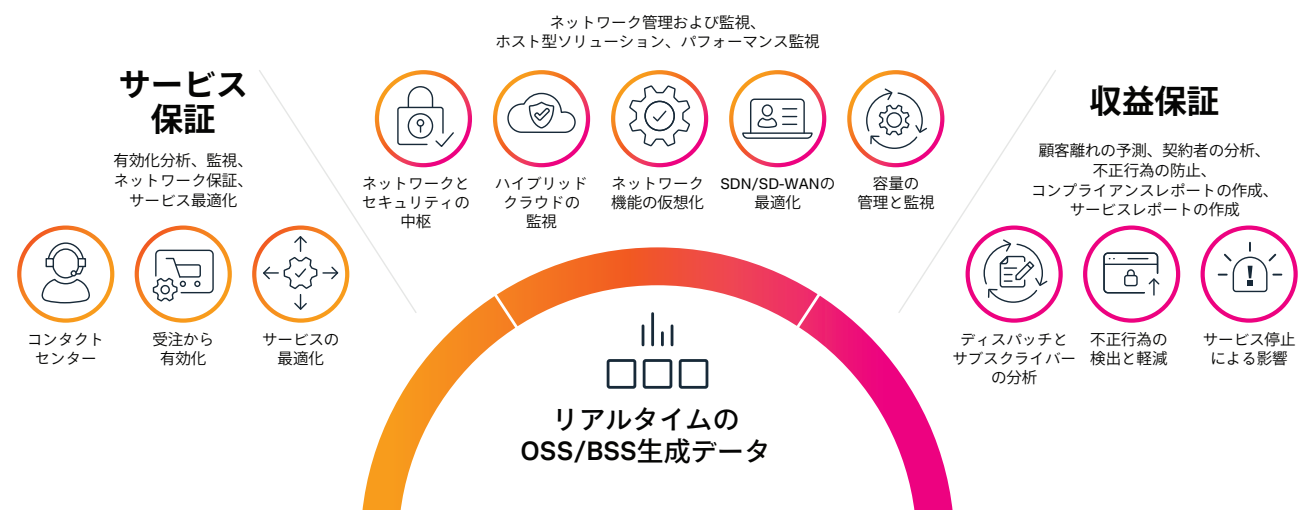 サービス
保証
有効化分析、監視、
ネットワーク保証、
サービス最適化
コンタクト
センター
受注から
有効化
サービスの
最適化
ネットワーク管理および監視、
ホスト型ソリューション、パフォーマンス監視
ネットワークと
セキュリティの
中枢
ハイブリッド
クラウドの
監視
ネットワーク
機能の仮想化
SDN/SD-WANの
最適化
容量の
管理と監視
収益保証
顧客離れの予測、契約者の分析、
不正行為の防止、
コンプライアンスレポートの作成、
サービスレポートの作成
ディスパッチと
サブスクライバー
の分析
不正行為の
検出と軽減
サービス停止
による影響
リアルタイムの
OSS/BSS生成データ